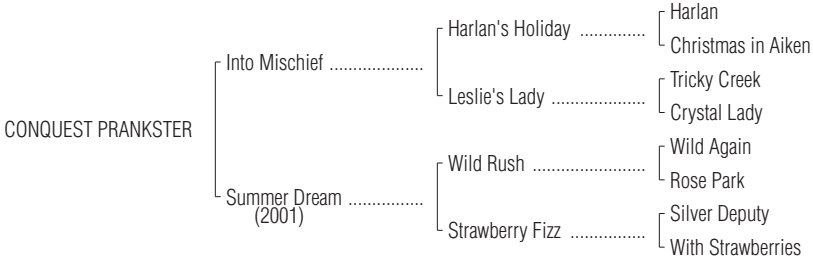 Harlan
Harlan's Holiday ..............
Christmas in Aiken
Into Mischief ....................
Tricky Creek
Leslie's Lady ....................
Crystal Lady
CONQUEST PRANKSTER
Wild Again
Wild Rush ........................
Rose Park
Summer Dream ................
(2001)
Silver Deputy
Strawberry Fizz ................
With Strawberries